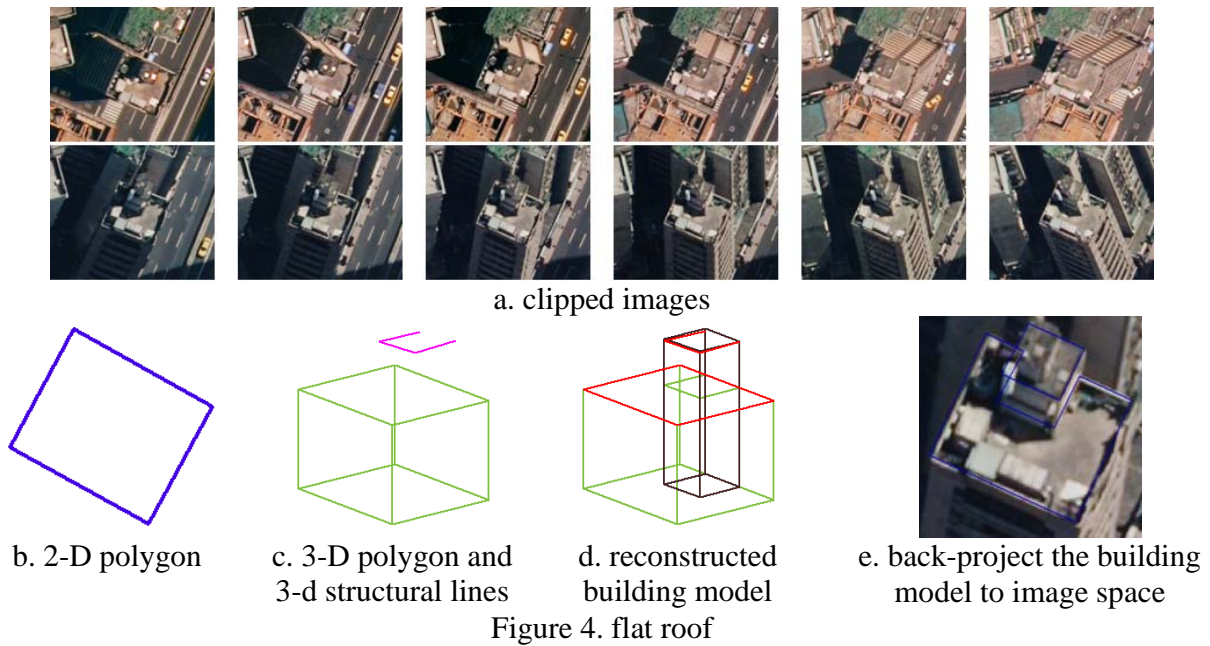 a. clipped images
b. 2-D polygon
c. 3-D polygon and
3-d structural lines
d. reconstructed
building model
e. back-project the building
model to image space
Figure 4. flat roof